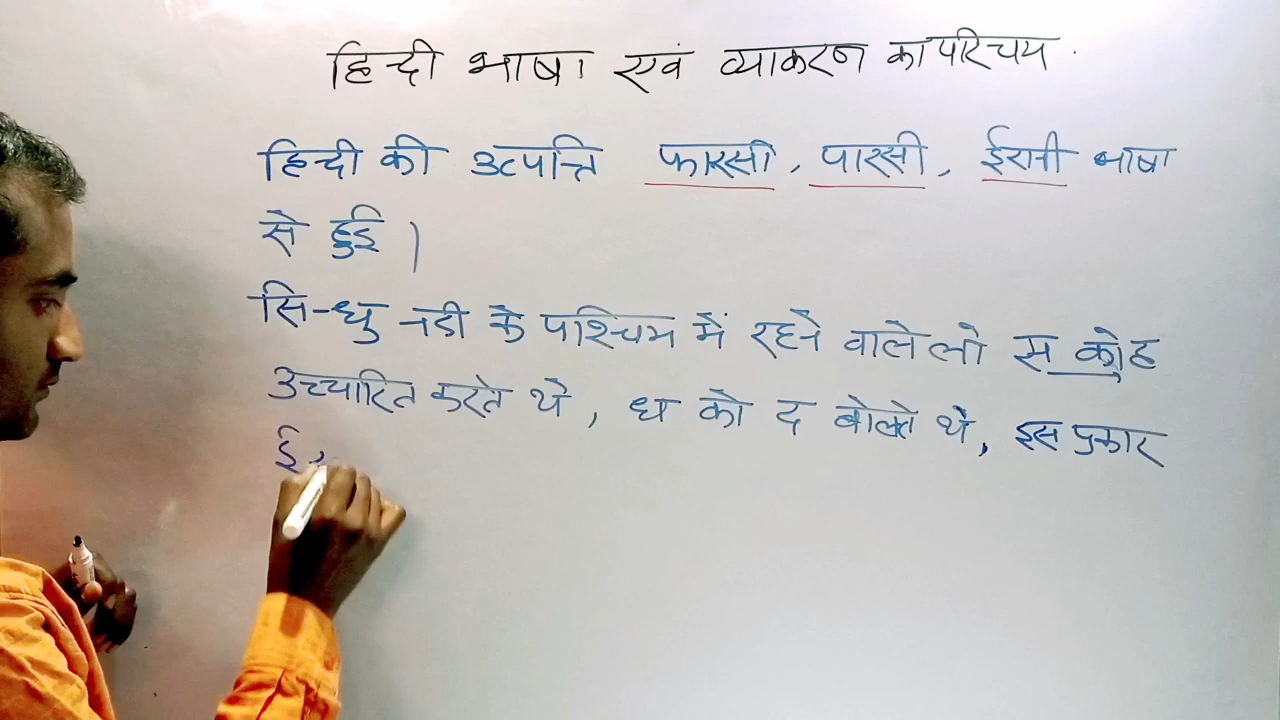 हिन्दी भाषा एवं व्याकरण का परिचय
हिन्दी की उत्पत्ति फारसी, पारसी, ईरानी भाषा
से हुई |
सिन्धु नदी के पश्चिम में रहने वाले लो स को ह
उच्चारित करते थे, ध को द बोलते थे, इस प्रकार